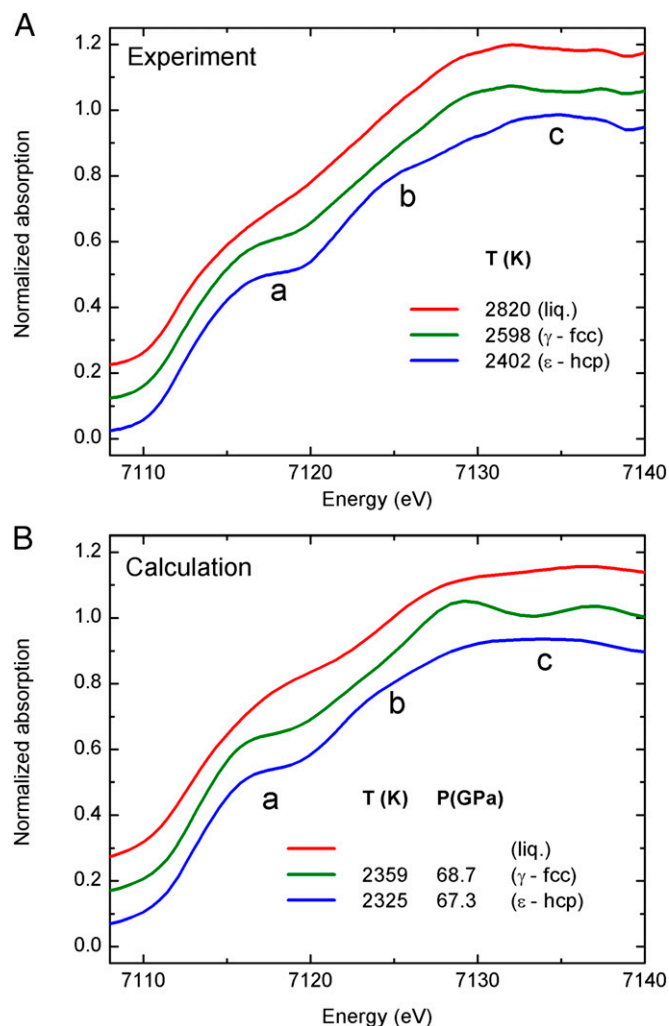 A
Experiment
1.2
1.0
0.8
0.6
0.4
0.2
0.0
Normalized absorption
a
b
c
T (K)
2820 (liq.)
2598 (γ - fcc)
2402 (ε - hcp)
7110 7120 7130 7140
Energy (eV)
B
Calculation
1.2
1.0
0.8
0.6
0.4
0.2
0.0
Normalized absorption
a
b
c
T (K) P(GPa)
(liq.)
2359 68.7 (γ - fcc)
2325 67.3 (ε - hcp)
7110 7120 7130 7140
Energy (eV)